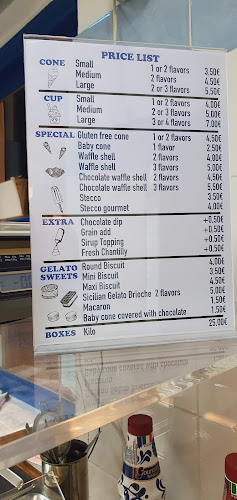 PRICE LIST
CONE Small 1 or 2 flavors 3,50€
Medium 2 flavors 4,50€
Large 2 or 3 flavors 5,50€
CUP Small 1 or 2 flavors 4,00€
Medium 2 or 3 flavors 5,00€
Large 3 or 4 flavors 7,00€
SPECIAL Gluten free cone 1 or 2 flavors 4,50€
Baby cone 1 flavor 2,50€
Waffle shell 2 flavors 4,00€
Waffle shell 3 flavors 5,00€
Chocolate waffle shell 2 flavors 4,50€
Chocolate waffle shell 3 flavors 5,50€
Stecco 3,50€
Stecco gourmet 4,00€
EXTRA Chocolate dip +0,50€
Grain add +0,50€
Sirup Topping +0,50€
Fresh Chantilly +0,50€
GELATO SWEETS Round Biscuit 4,00€
Mini Biscuit 3,50€
Maxi Biscuit 4,50€
Sicilian Gelato Brioche 2 flavors 5,00€
Macaron 1,50€
Baby cone covered with chocolate 1,50€
BOXES Kilo 25,00€